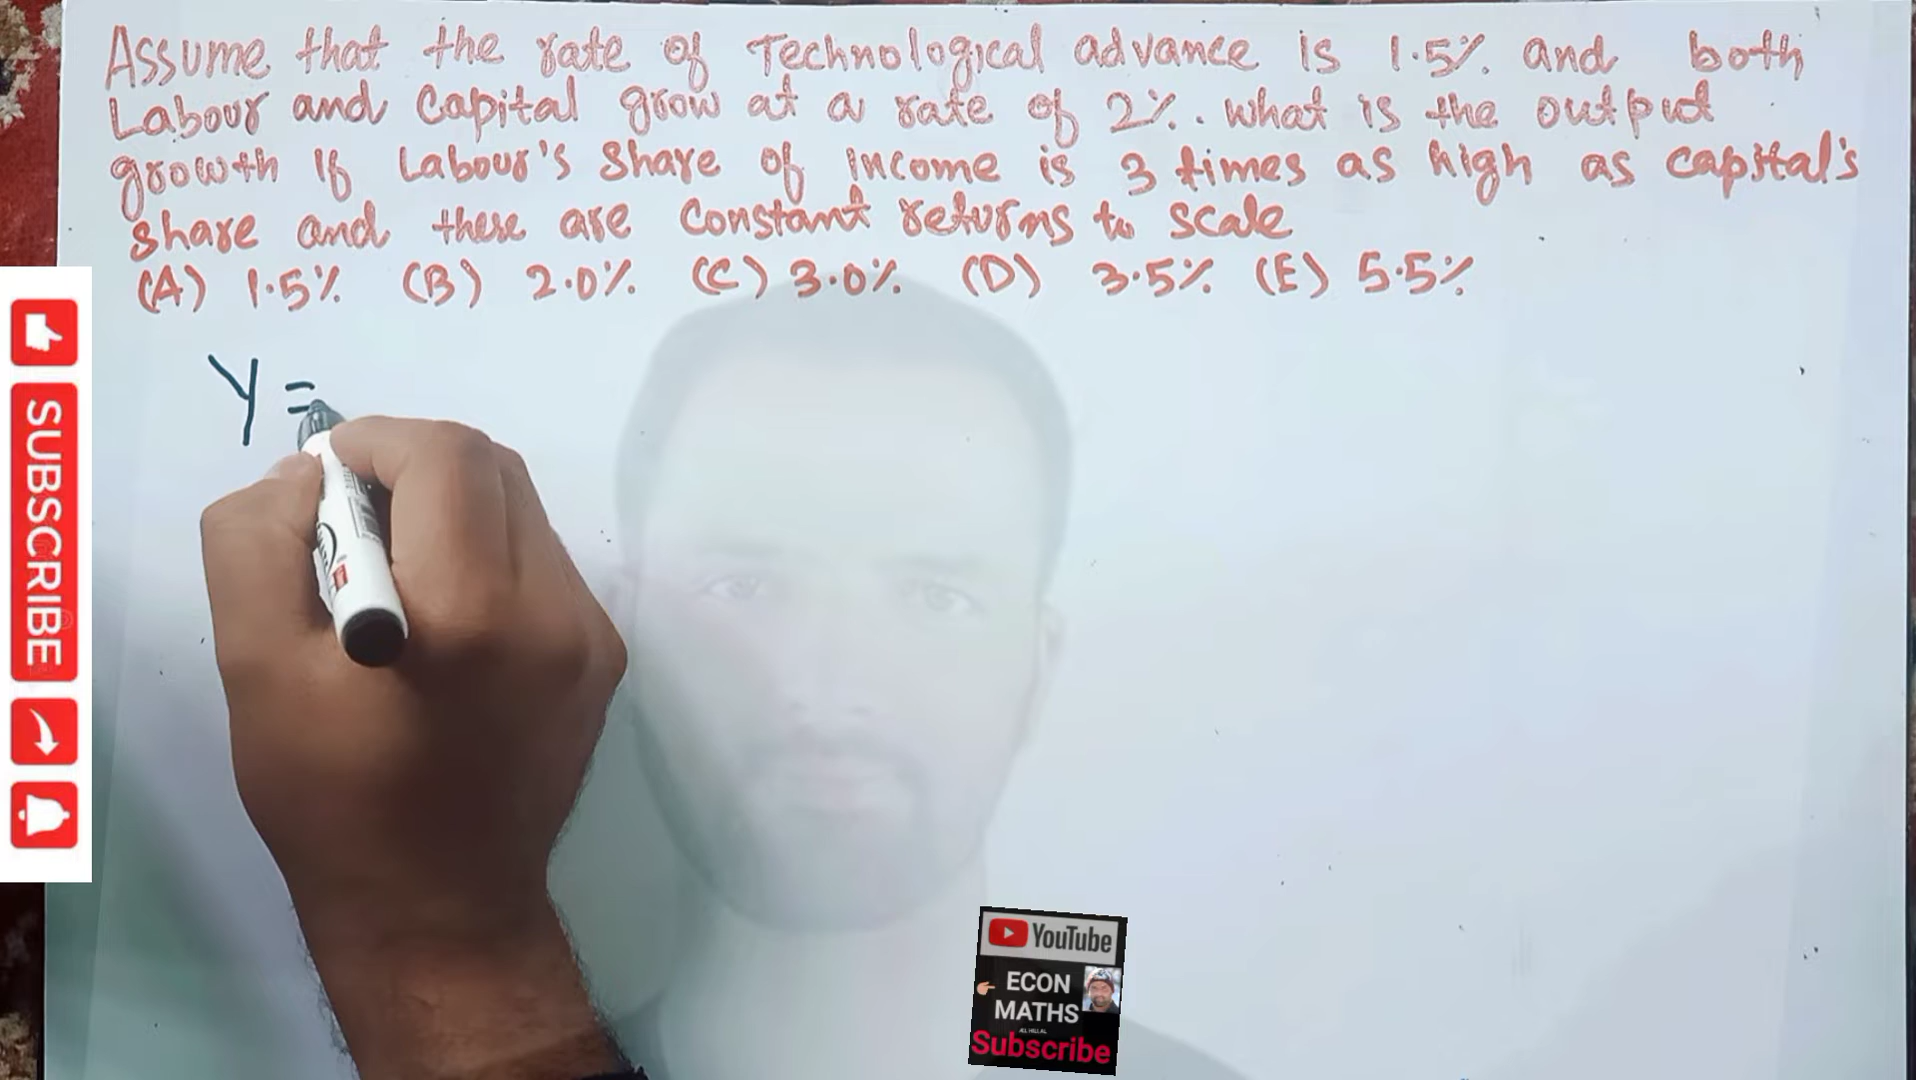 Assume that the rate of Technological advance is 1.5% and both
Labour and Capital grow at a rate of 2%. what is the output
growth If Labour's Share of Income is 3 times as high as capital's
share and these are Constant returns to scale
(A) 1.5% (B) 2.0% (C) 3.0% (D) 3.5% (E) 5.5%
Y =
SUBSCRIBE
YouTube
ECON
MATHS
Subscribe